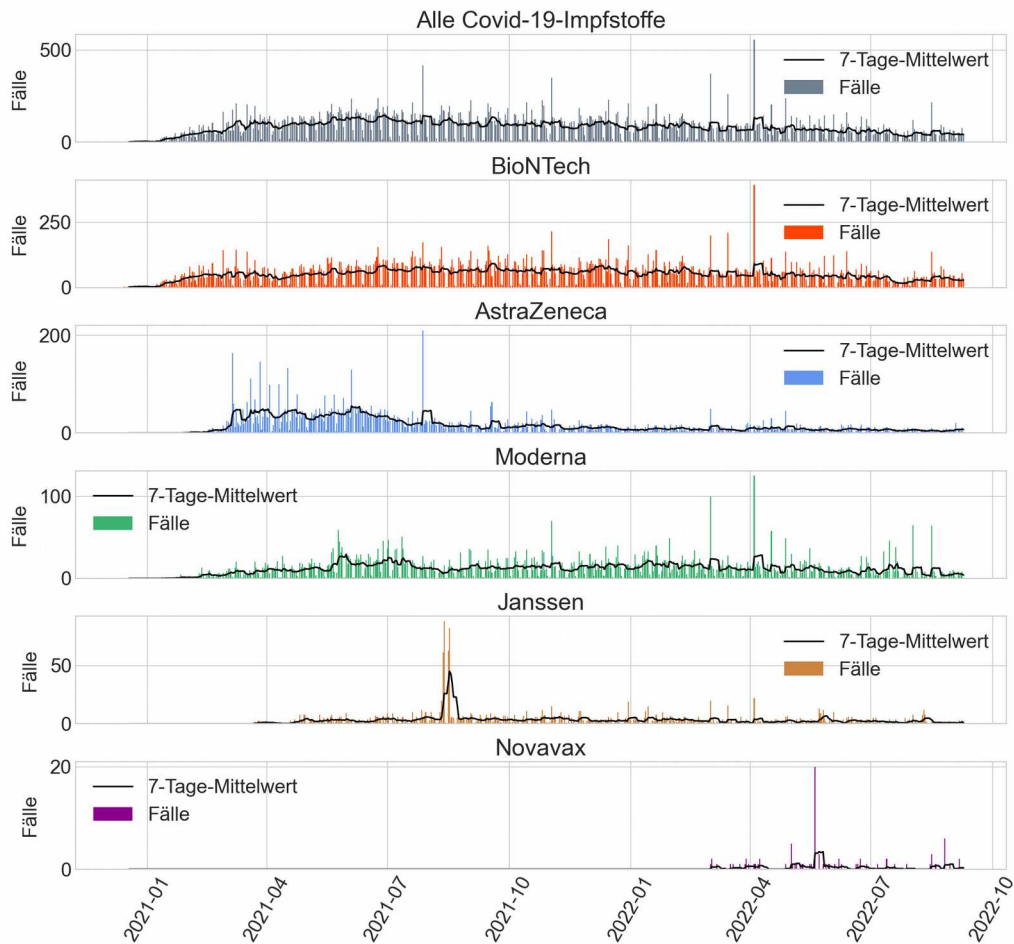 Alle Covid-19-Impfstoffe
Fälle
500
0
7-Tage-Mittelwert
Fälle
BioNTech
Fälle
250
0
7-Tage-Mittelwert
Fälle
AstraZeneca
Fälle
200
0
7-Tage-Mittelwert
Fälle
Moderna
Fälle
100
0
7-Tage-Mittelwert
Fälle
Janssen
Fälle
50
0
7-Tage-Mittelwert
Fälle
Novavax
Fälle
20
0
7-Tage-Mittelwert
Fälle
2021-01
2021-04
2021-07
2021-10
2022-01
2022-04
2022-07
2022-10